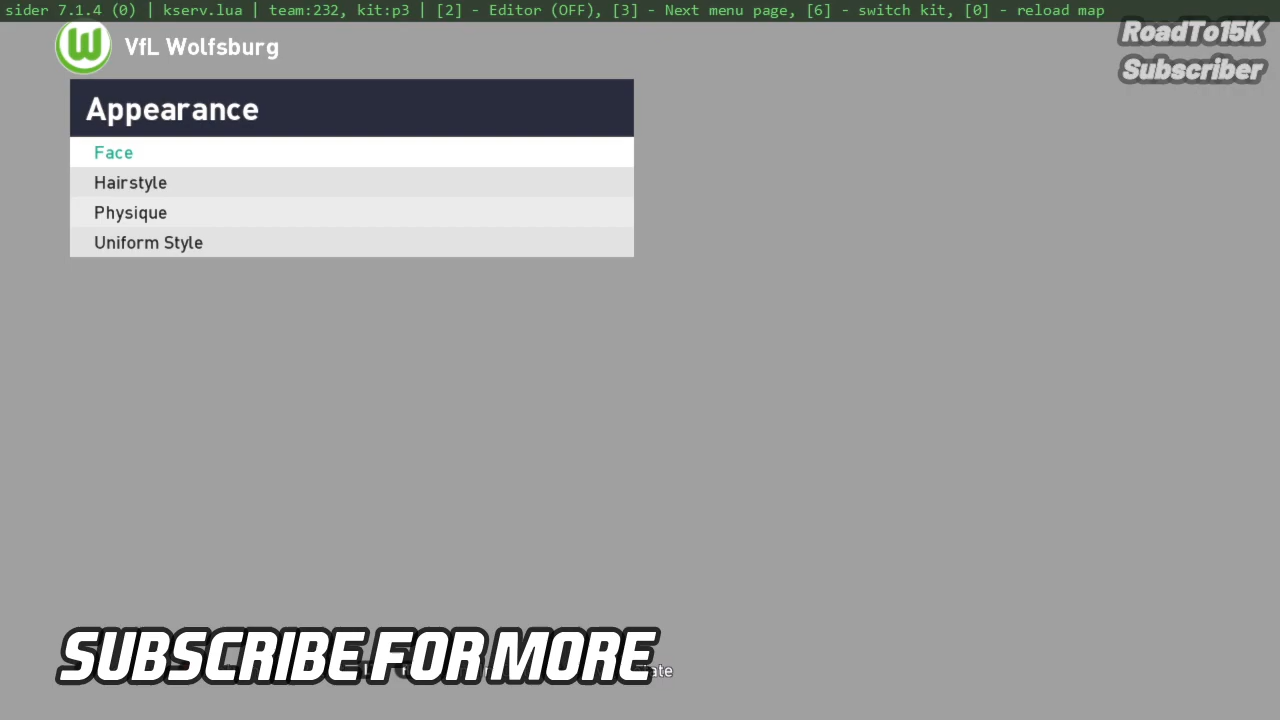 sider 7.1.4 (0) | kserv.lua | team:232, kit:p3 | [2] - Editor (OFF), [3] - Next menu page, [6] - switch kit, [0] - reload map
VfL Wolfsburg
RoadTo15K
Subscriber
Appearance
Face
Hairstyle
Physique
Uniform Style
SUBSCRIBE FOR MORE